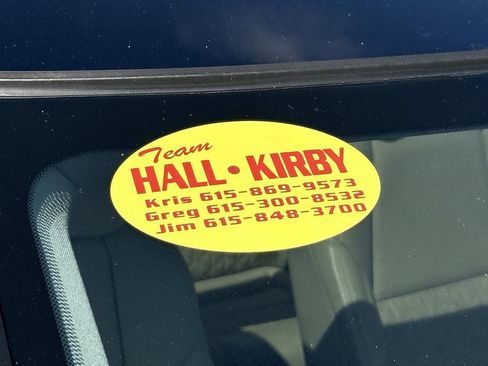 Team
HALL • KIRBY
Kris 615-869-9573
Greg 615-300-8532
Jim 615-848-3700